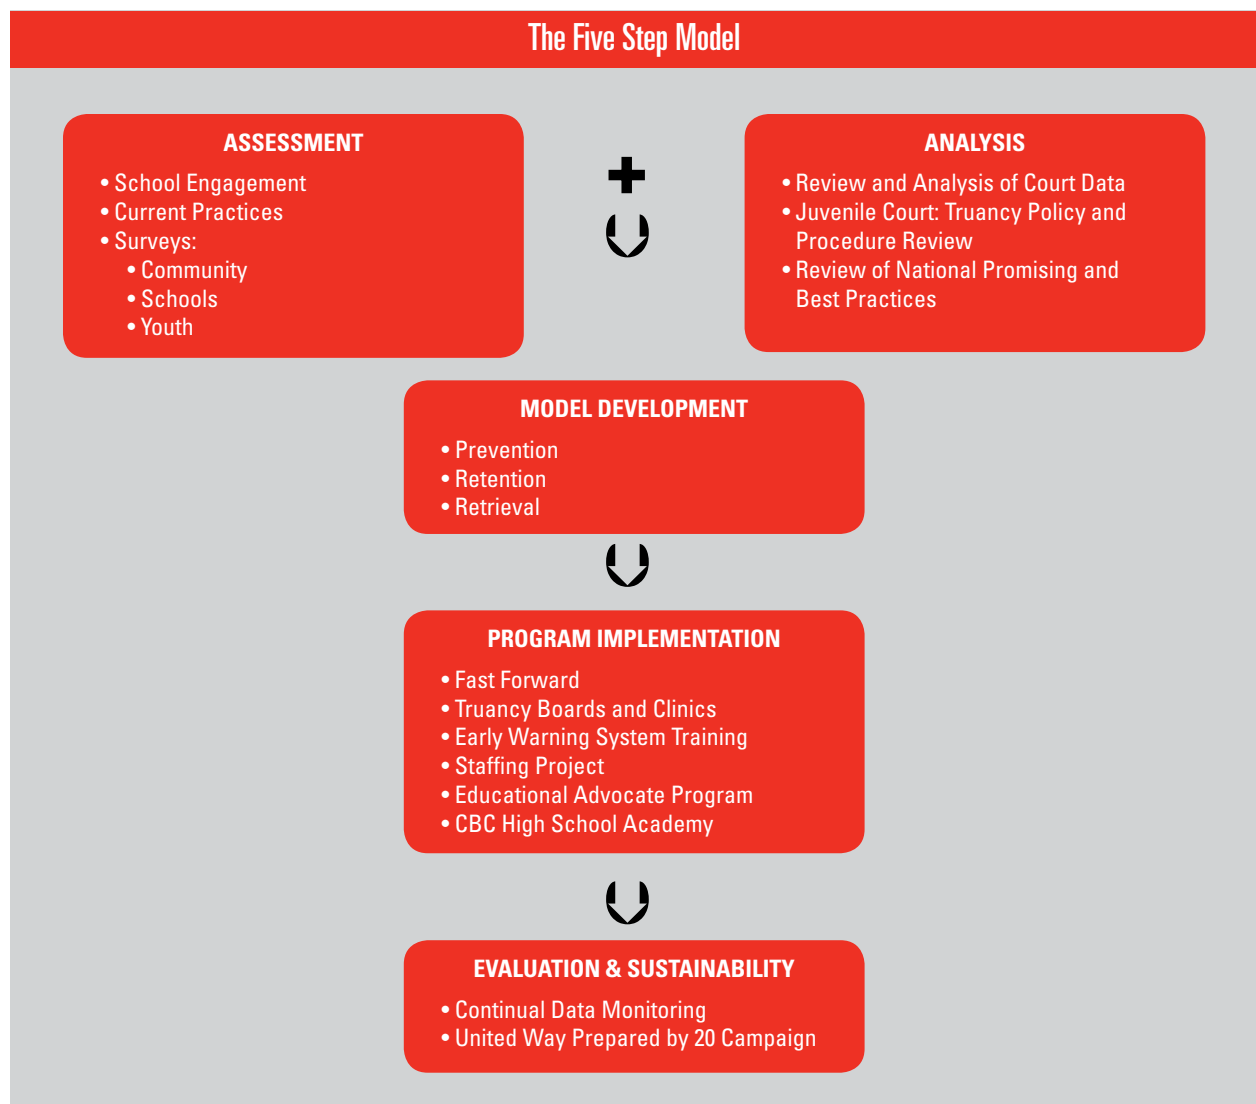 The Five Step Model
ASSESSMENT
• School Engagement
• Current Practices
• Surveys:
• Community
• Schools
• Youth
ANALYSIS
• Review and Analysis of Court Data
• Juvenile Court: Truancy Policy and
Procedure Review
• Review of National Promising and
Best Practices
MODEL DEVELOPMENT
• Prevention
• Retention
• Retrieval
PROGRAM IMPLEMENTATION
• Fast Forward
• Truancy Boards and Clinics
• Early Warning System Training
• Staffing Project
• Educational Advocate Program
• CBC High School Academy
EVALUATION & SUSTAINABILITY
• Continual Data Monitoring
• United Way Prepared by 20 Campaign